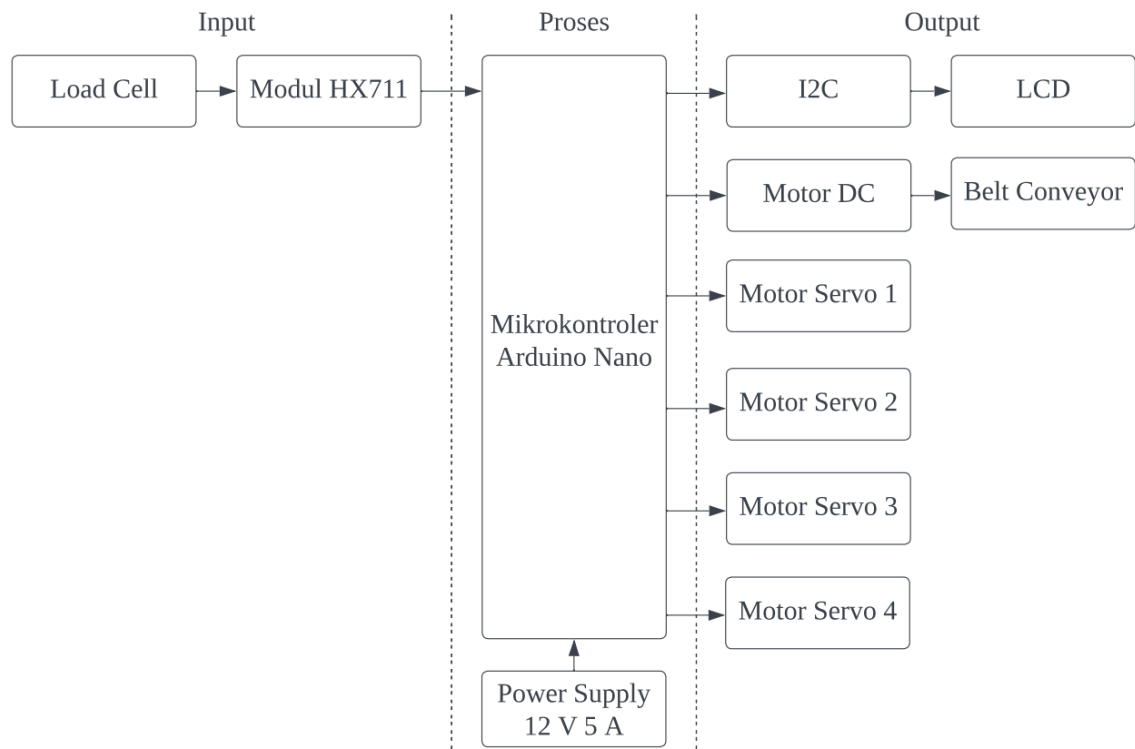 Input
Proses
Output
Load Cell
Modul HX711
I2C
LCD
Motor DC
Belt Conveyor
Motor Servo 1
Mikrokontroler
Arduino Nano
Motor Servo 2
Motor Servo 3
Motor Servo 4
Power Supply
12 V 5 A